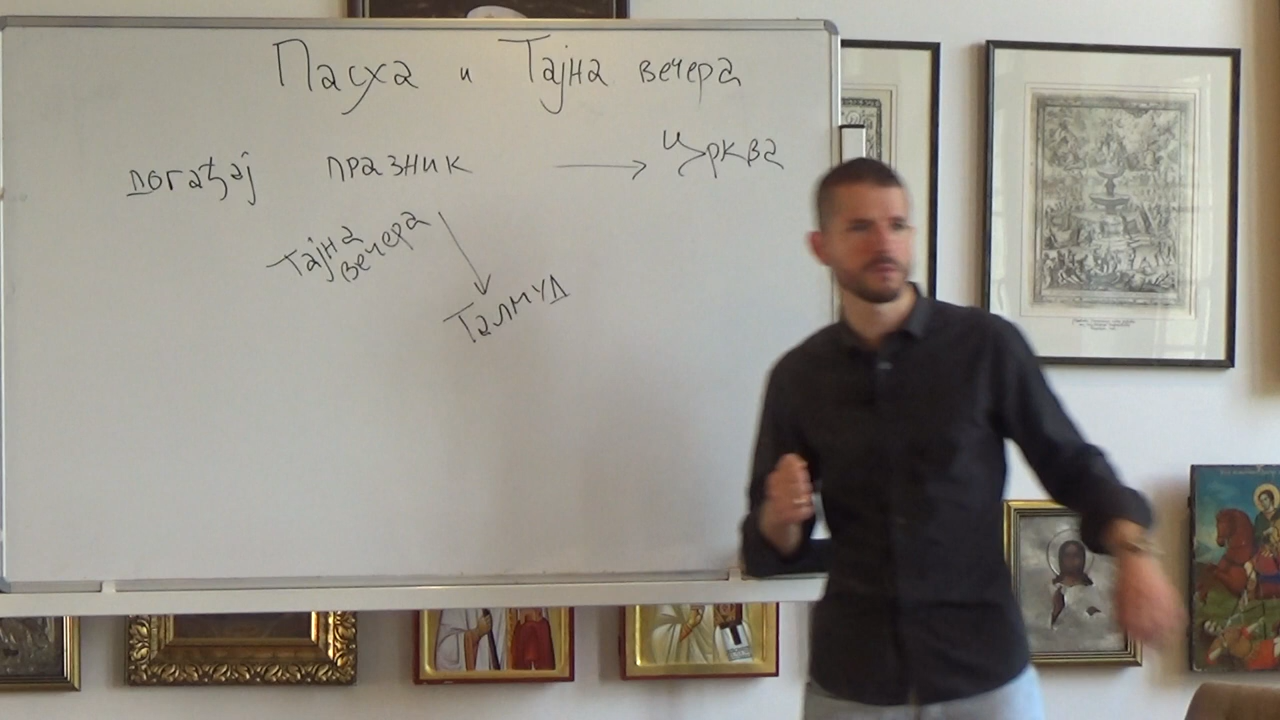 Пасха и Тајна вечера
догађај празник → Црква
Тајна
вечера
Талмуд